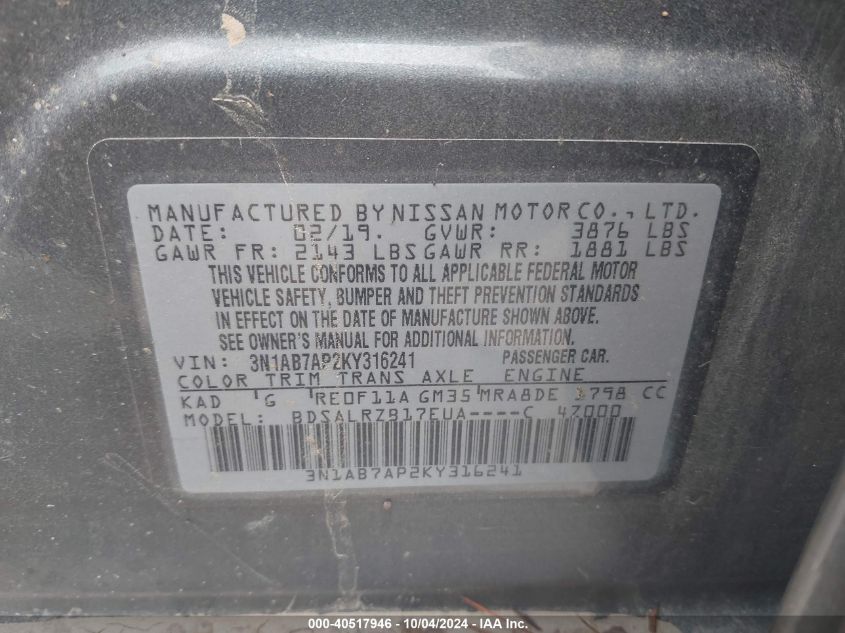 MANUFACTURED BY NISSAN MOTOR CO., LTD.
DATE: 02/19. GVWR: 3876 LBS
GAWR FR: 2143 LBS GAWR RR: 1881 LBS
THIS VEHICLE CONFORMS TO ALL APPLICABLE FEDERAL MOTOR
VEHICLE SAFETY, BUMPER AND THEFT PREVENTION STANDARDS
IN EFFECT ON THE DATE OF MANUFACTURE SHOWN ABOVE.
SEE OWNER'S MANUAL FOR ADDITIONAL INFORMATION.
VIN: 3N1AB7AP2KY316241 PASSENGER CAR.
COLOR TRIM TRANS AXLE ENGINE
KAD 'G 'RE0F11A GM35 'MRA8DE 1798 CC
MODEL: BDSALRZB17EUA----C 47000
3N1AB7AP2KY316241
000-40517946 - 10/04/2024 - IAA Inc.